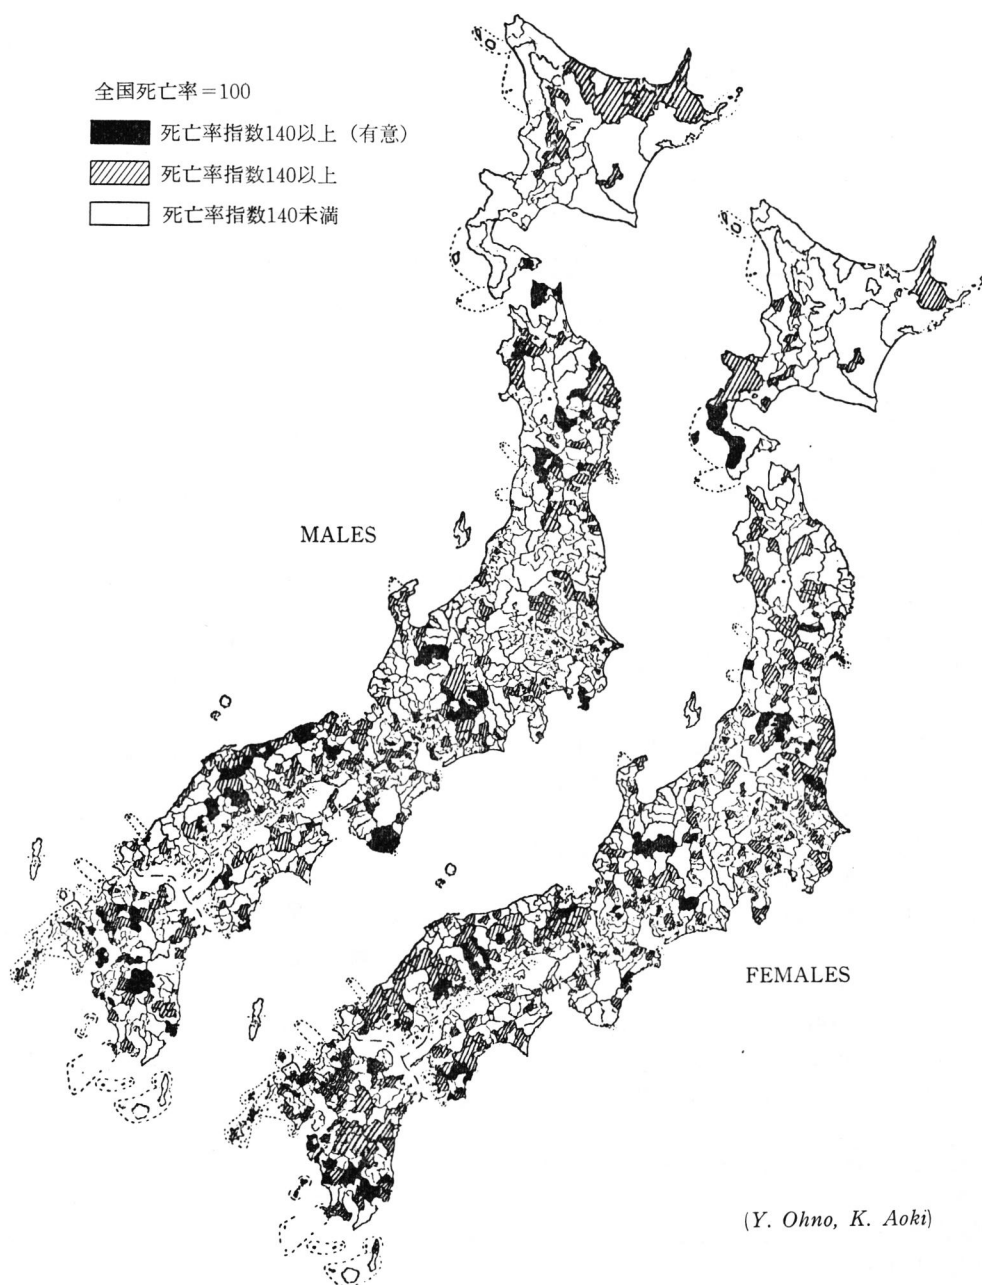 全国死亡率＝100
死亡率指数140以上（有意）
死亡率指数140以上
死亡率指数140未満
MALES
FEMALES
(Y. Ohno, K. Aoki)